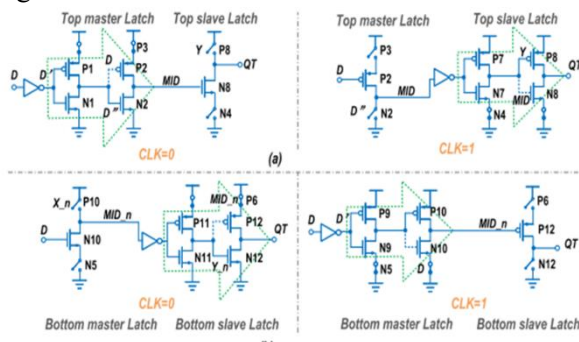 Top master Latch
Top slave Latch
Top master Latch
Top slave Latch
P3
Y
P8
QT
D
D'
P1
D
P2
MID
N8
N1
D"
N2
N4
CLK=0
(a)
P3
D
P2
MID
D"
N2
P7
Y
P8
QT
N7
MID
N8
N4
CLK=1
X_n
P10
MID_n
D
N10
N5
MID_n
P6
P11
P12
QT
N11
Y_n
N12
CLK=0
Bottom master Latch
Bottom slave Latch
D
D'
P9
P10
MID_n
P6
P12
QT
N9
N10
N5
D
N12
CLK=1
Bottom master Latch
Bottom slave Latch